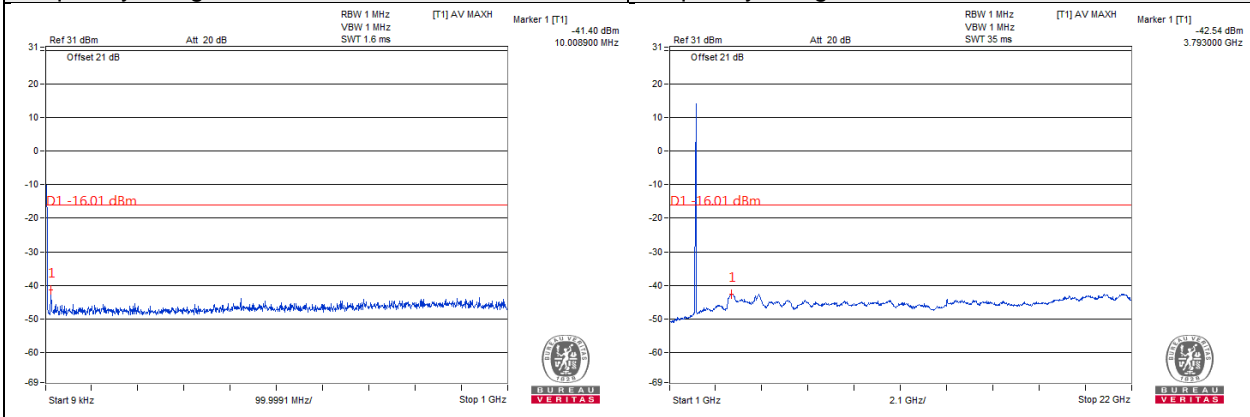 RBW 1 MHz [T1] AV MAXH
VBW 1 MHz
Ref 31 dBm Att 20 dB SWT 1.6 ms
Marker 1 [T1]
-41.40 dBm
10.008900 MHz
31
Offset 21 dB
20
10
0
-10
D1 -16.01 dBm
-20
-30
1
-40
-50
-60
-69
Start 9 kHz 99.9991 MHz/ Stop 1 GHz
1828
BUREAU
VERITAS
RBW 1 MHz [T1] AV MAXH
VBW 1 MHz
Ref 31 dBm Att 20 dB SWT 35 ms
Marker 1 [T1]
-42.54 dBm
3.793000 GHz
31
Offset 21 dB
20
10
0
-10
D1 -16.01 dBm
-20
-30
1
-40
-50
-60
-69
Start 1 GHz 2.1 GHz/ Stop 22 GHz
1828
BUREAU
VERITAS